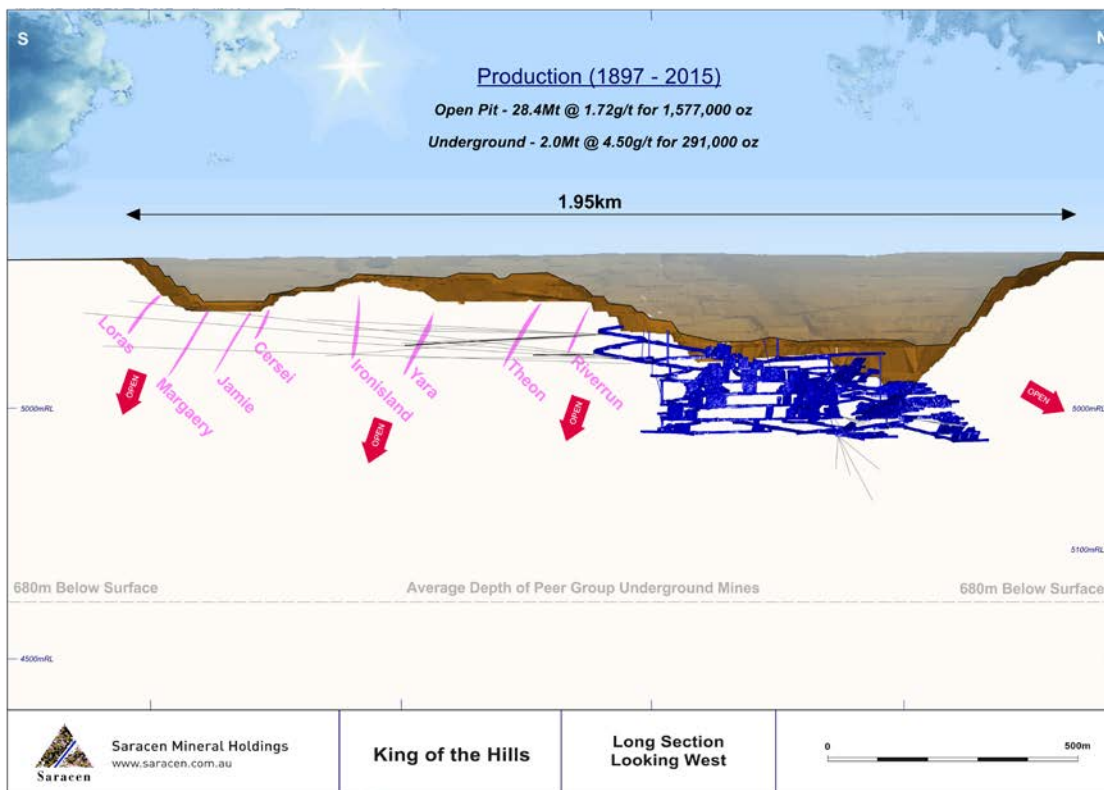 S
N
Production (1897 - 2015)
Open Pit - 28.4Mt @ 1.72g/t for 1,577,000 oz
Underground - 2.0Mt @ 4.50g/t for 291,000 oz
1.95km
Loras
Margaery
Jamie
Cersei
Ironisland
Yara
Theon
Riverrun
OPEN
OPEN
OPEN
OPEN
5000mRL
5000mRL
5100mRL
680m Below Surface
Average Depth of Peer Group Underground Mines
680m Below Surface
4500mRL
Saracen
Saracen Mineral Holdings
www.saracen.com.au
King of the Hills
Long Section
Looking West
0
500m